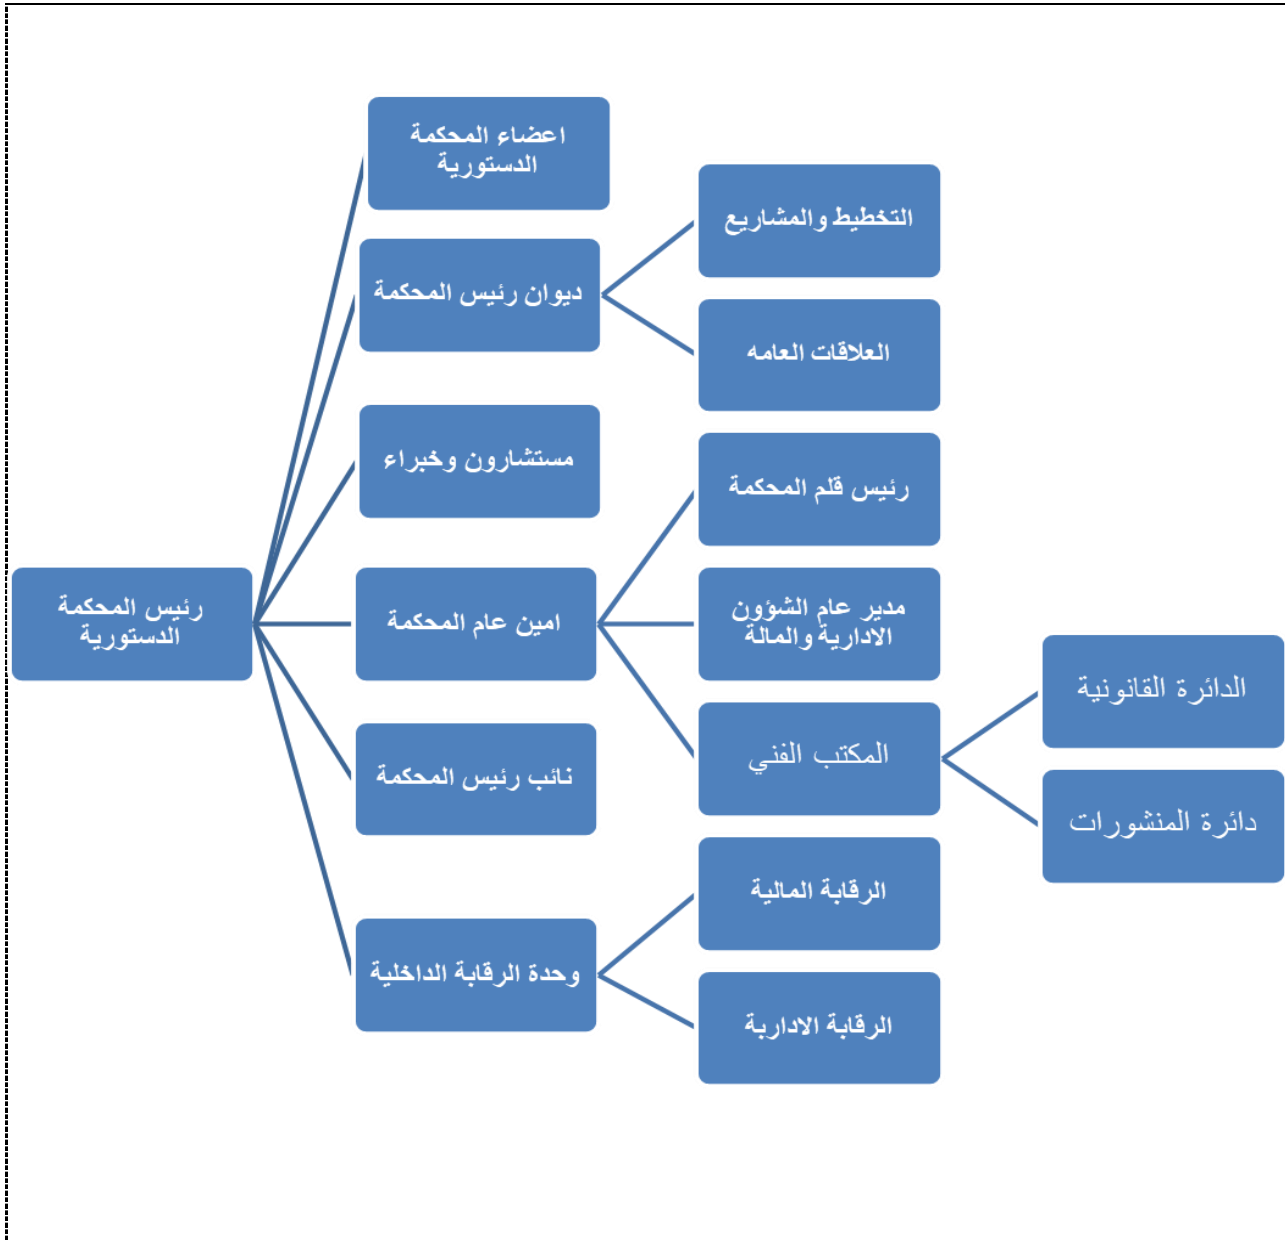 رئيس المحكمة
الدستورية
اعضاء المحكمة
الدستورية
ديوان رئيس المحكمة
التخطيط والمشاريع
العلاقات العامه
مستشارون وخبراء
امين عام المحكمة
رئيس قلم المحكمة
مدير عام الشؤون
الادارية والمالة
المكتب الفني
الدائرة القانونية
دائرة المنشورات
نائب رئيس المحكمة
وحدة الرقابة الداخلية
الرقابة المالية
الرقابة الاداربة